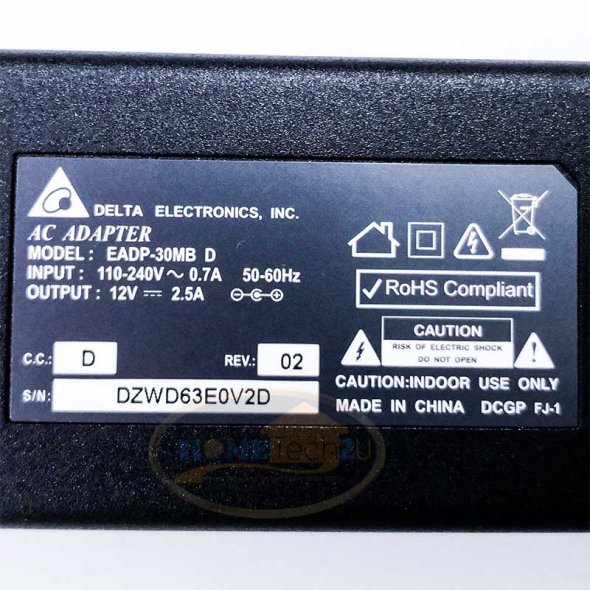 DELTA ELECTRONICS, INC.
AC ADAPTER
MODEL : EADP-30MB D
INPUT : 110-240V ~ 0.7A 50-60Hz
OUTPUT : 12V ⎓ 2.5A
C.C.: D REV.: 02
S/N: DZWD63E0V2D
✓ RoHS Compliant
CAUTION
RISK OF ELECTRIC SHOCK
DO NOT OPEN
CAUTION:INDOOR USE ONLY
MADE IN CHINA DCGP FJ-1
HOMETech2U